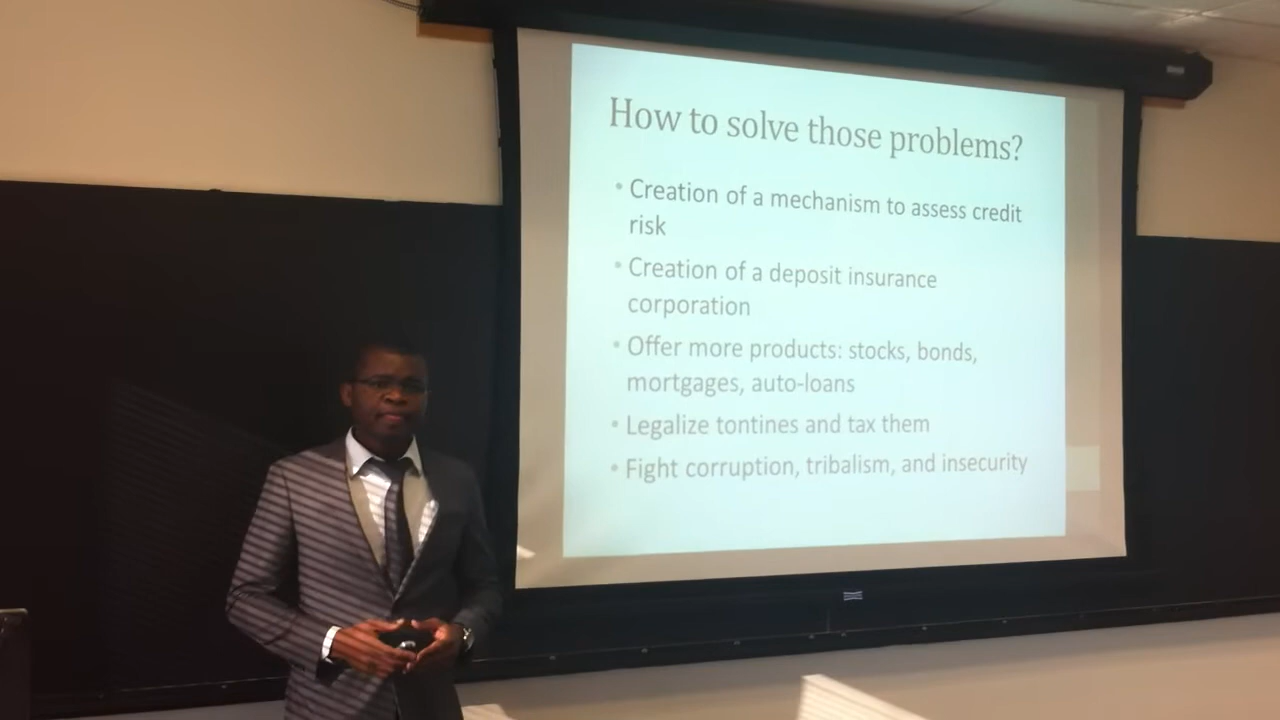 How to solve those problems?
• Creation of a mechanism to assess credit
risk
• Creation of a deposit insurance
corporation
• Offer more products: stocks, bonds,
mortgages, auto-loans
• Legalize tontines and tax them
• Fight corruption, tribalism, and insecurity